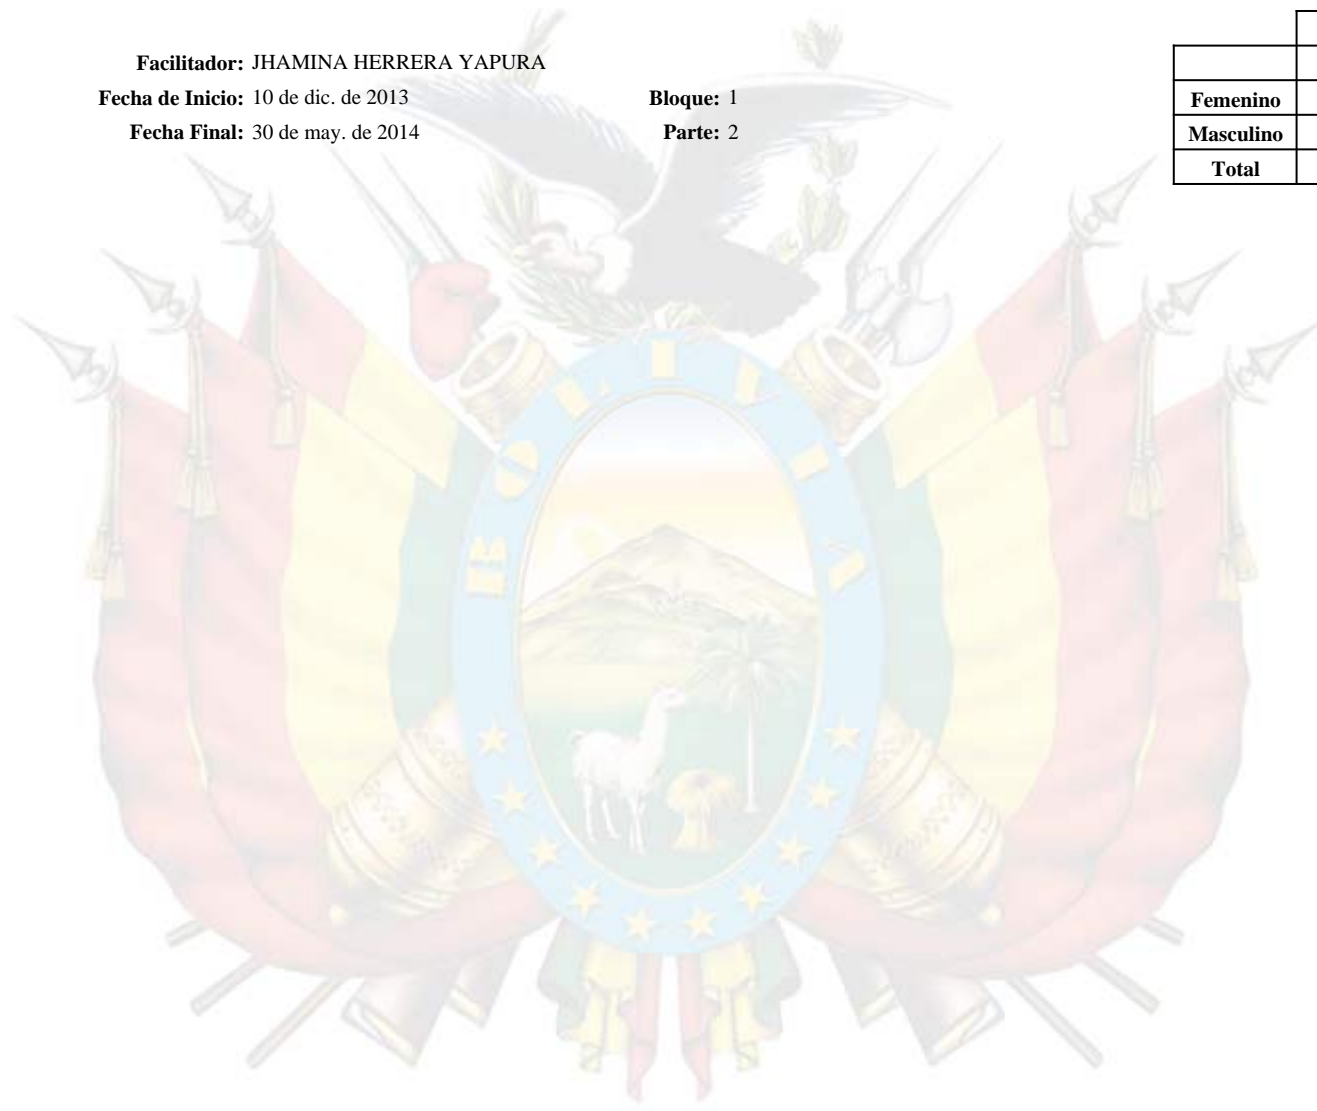 Facilitador: JHAMINA HERRERA YAPURA
Fecha de Inicio: 10 de dic. de 2013 Bloque: 1
Fecha Final: 30 de may. de 2014 Parte: 2
Femenino
Masculino
Total
BOLIVIA